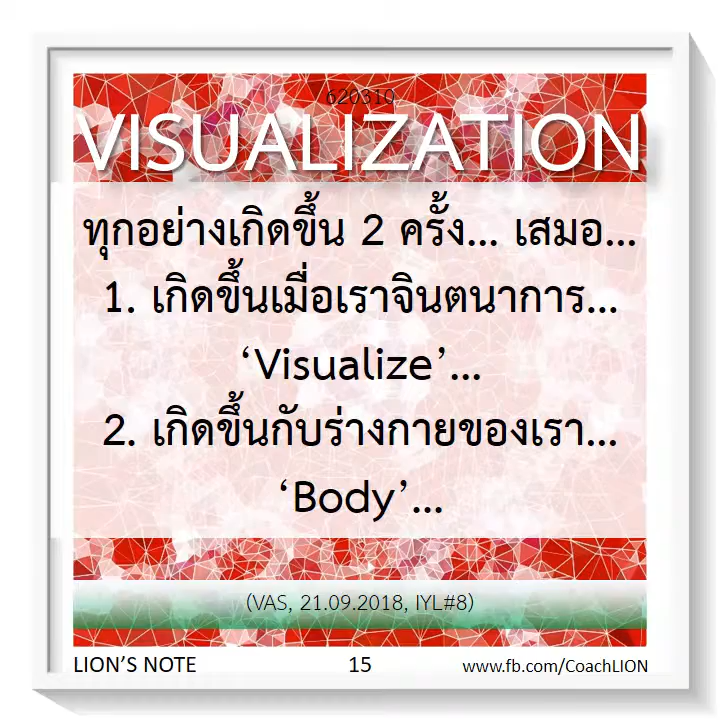 620310
VISUALIZATION
ทุกอย่างเกิดขึ้น 2 ครั้ง... เสมอ...
1. เกิดขึ้นเมื่อเราจินตนาการ...
‘Visualize’...
2. เกิดขึ้นกับร่างกายของเรา...
‘Body’...
(VAS, 21.09.2018, IYL#8)
LION’S NOTE 15 www.fb.com/CoachLION